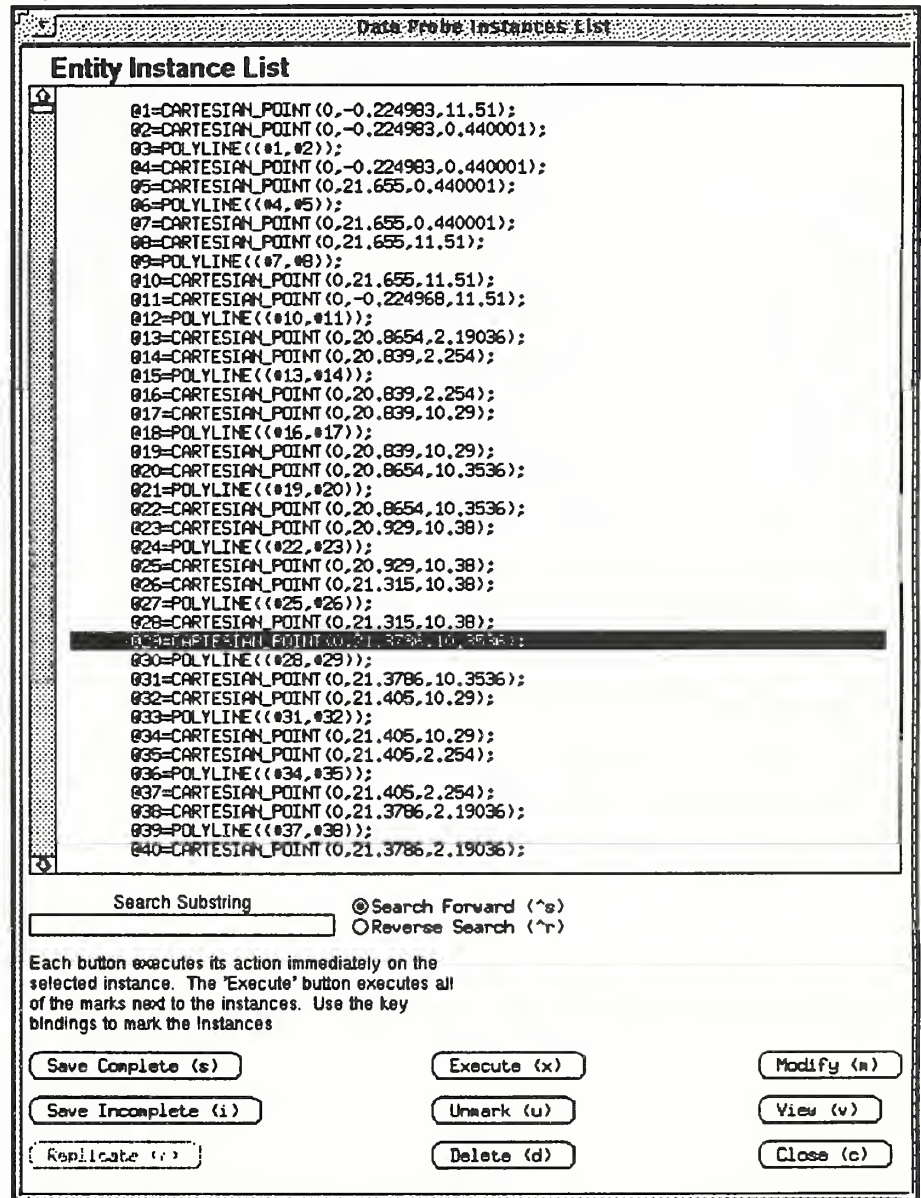 Data Probe Instances List
Entity Instance List
@1=CARTESIAN_POINT(0,-0.224983,11.51);
@2=CARTESIAN_POINT(0,-0.224983,0.440001);
@3=POLYLINE((#1,#2));
@4=CARTESIAN_POINT(0,-0.224983,0.440001);
@5=CARTESIAN_POINT(0,21.655,0.440001);
@6=POLYLINE((#4,#5));
@7=CARTESIAN_POINT(0,21.655,0.440001);
@8=CARTESIAN_POINT(0,21.655,11.51);
@9=POLYLINE((#7,#8));
@10=CARTESIAN_POINT(0,21.655,11.51);
@11=CARTESIAN_POINT(0,-0.224968,11.51);
@12=POLYLINE((#10,#11));
@13=CARTESIAN_POINT(0,20.8654,2.19036);
@14=CARTESIAN_POINT(0,20.839,2.254);
@15=POLYLINE((#13,#14));
@16=CARTESIAN_POINT(0,20.839,2.254);
@17=CARTESIAN_POINT(0,20.839,10.29);
@18=POLYLINE((#16,#17));
@19=CARTESIAN_POINT(0,20.839,10.29);
@20=CARTESIAN_POINT(0,20.8654,10.3536);
@21=POLYLINE((#19,#20));
@22=CARTESIAN_POINT(0,20.8654,10.3536);
@23=CARTESIAN_POINT(0,20.929,10.38);
@24=POLYLINE((#22,#23));
@25=CARTESIAN_POINT(0,20.929,10.38);
@26=CARTESIAN_POINT(0,21.315,10.38);
@27=POLYLINE((#25,#26));
@28=CARTESIAN_POINT(0,21.315,10.38);
@29=CARTESIAN_POINT(0,21.3786,10.3536);
@30=POLYLINE((#28,#29));
@31=CARTESIAN_POINT(0,21.3786,10.3536);
@32=CARTESIAN_POINT(0,21.405,10.29);
@33=POLYLINE((#31,#32));
@34=CARTESIAN_POINT(0,21.405,10.29);
@35=CARTESIAN_POINT(0,21.405,2.254);
@36=POLYLINE((#34,#35));
@37=CARTESIAN_POINT(0,21.405,2.254);
@38=CARTESIAN_POINT(0,21.3786,2.19036);
@39=POLYLINE((#37,#38));
@40=CARTESIAN_POINT(0,21.3786,2.19036);
Search Substring
Search Forward (^s)
Reverse Search (^r)
Each button executes its action immediately on the
selected instance. The 'Execute' button executes all
of the marks next to the instances. Use the key
bindings to mark the instances
Save Complete (s) Execute (x) Modify (m)
Save Incomplete (i) Unmark (u) View (v)
Replicate (r) Delete (d) Close (c)